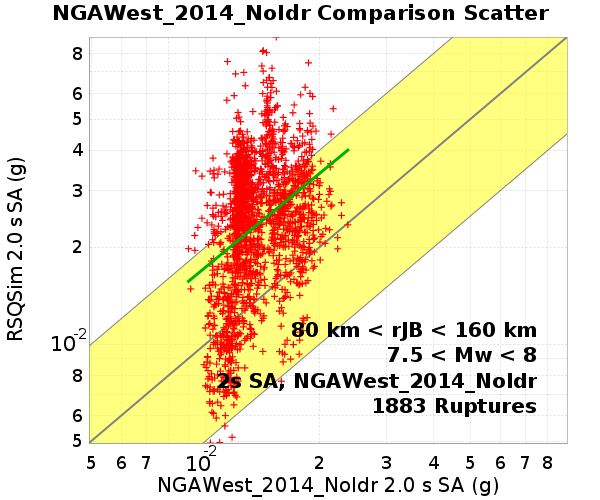 NGAWest_2014_NoIdr Comparison Scatter
RSQSim 2.0 s SA (g)
8
6
5
4
3
2
10-2
8
7
6
5
80 km < rJB < 160 km
7.5 < Mw < 8
2s SA, NGAWest_2014_NoIdr
1883 Ruptures
5 6 7 10-2 2 3 4 5 6 7 8
NGAWest_2014_NoIdr 2.0 s SA (g)